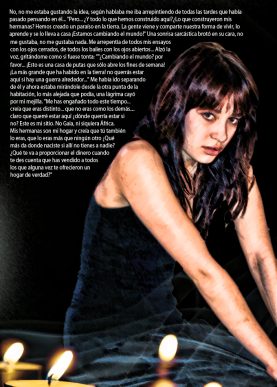 No, no me estaba gustando la idea, según hablaba me iba arrepintiendo de todas las tardes que había
pasado pensando en él... "Pero... ¿Y todo lo que hemos construído aquí?¿Lo que construyeron mis
hermanas? Hemos creado un paraíso en la tierra. La gente viene y comparte nuestra forma de vivir, lo
aprende y se lo lleva a casa ¡Estamos cambiando el mundo!" Una sonrisa sarcástica brotó en su cara, no
me gustaba, no me gustaba nada. Me arrepentía de todos mis ensayos
con los ojos cerrados, de todos los bailes con los ojos abiertos... Alzó la
voz, gritándome como si fuese tonta: ""¡Cambiando el mundo? por
favor...¡Esto es una casa de putas que sólo abre los fines de semana!
¡La más grande que ha habido en la tierra! no querría estar
aquí si hay una guerra alrededor..." Me había ido separando
de él y ahora estaba mirándole desde la otra punta de la
habitación, lo más alejada que podía, una lágrima cayó
por mi mejilla. "Me has engañado todo este tiempo...
creía que eras distinto... que no eras como los demás...
claro que querré estar aquí ¿dónde querría estar si
no? Este es mi sitio. No Gaia, ni siquiera África.
Mis hermanas son mi hogar y creía que tú también
lo eras, que lo eras más que ningún otro ¿Qué
más da donde naciste si allí no tienes a nadie?
¿Qué te va a proporcionar el dinero cuando
te des cuenta que has vendido a todos
los que alguna vez te ofrecieron un
hogar de verdad?"